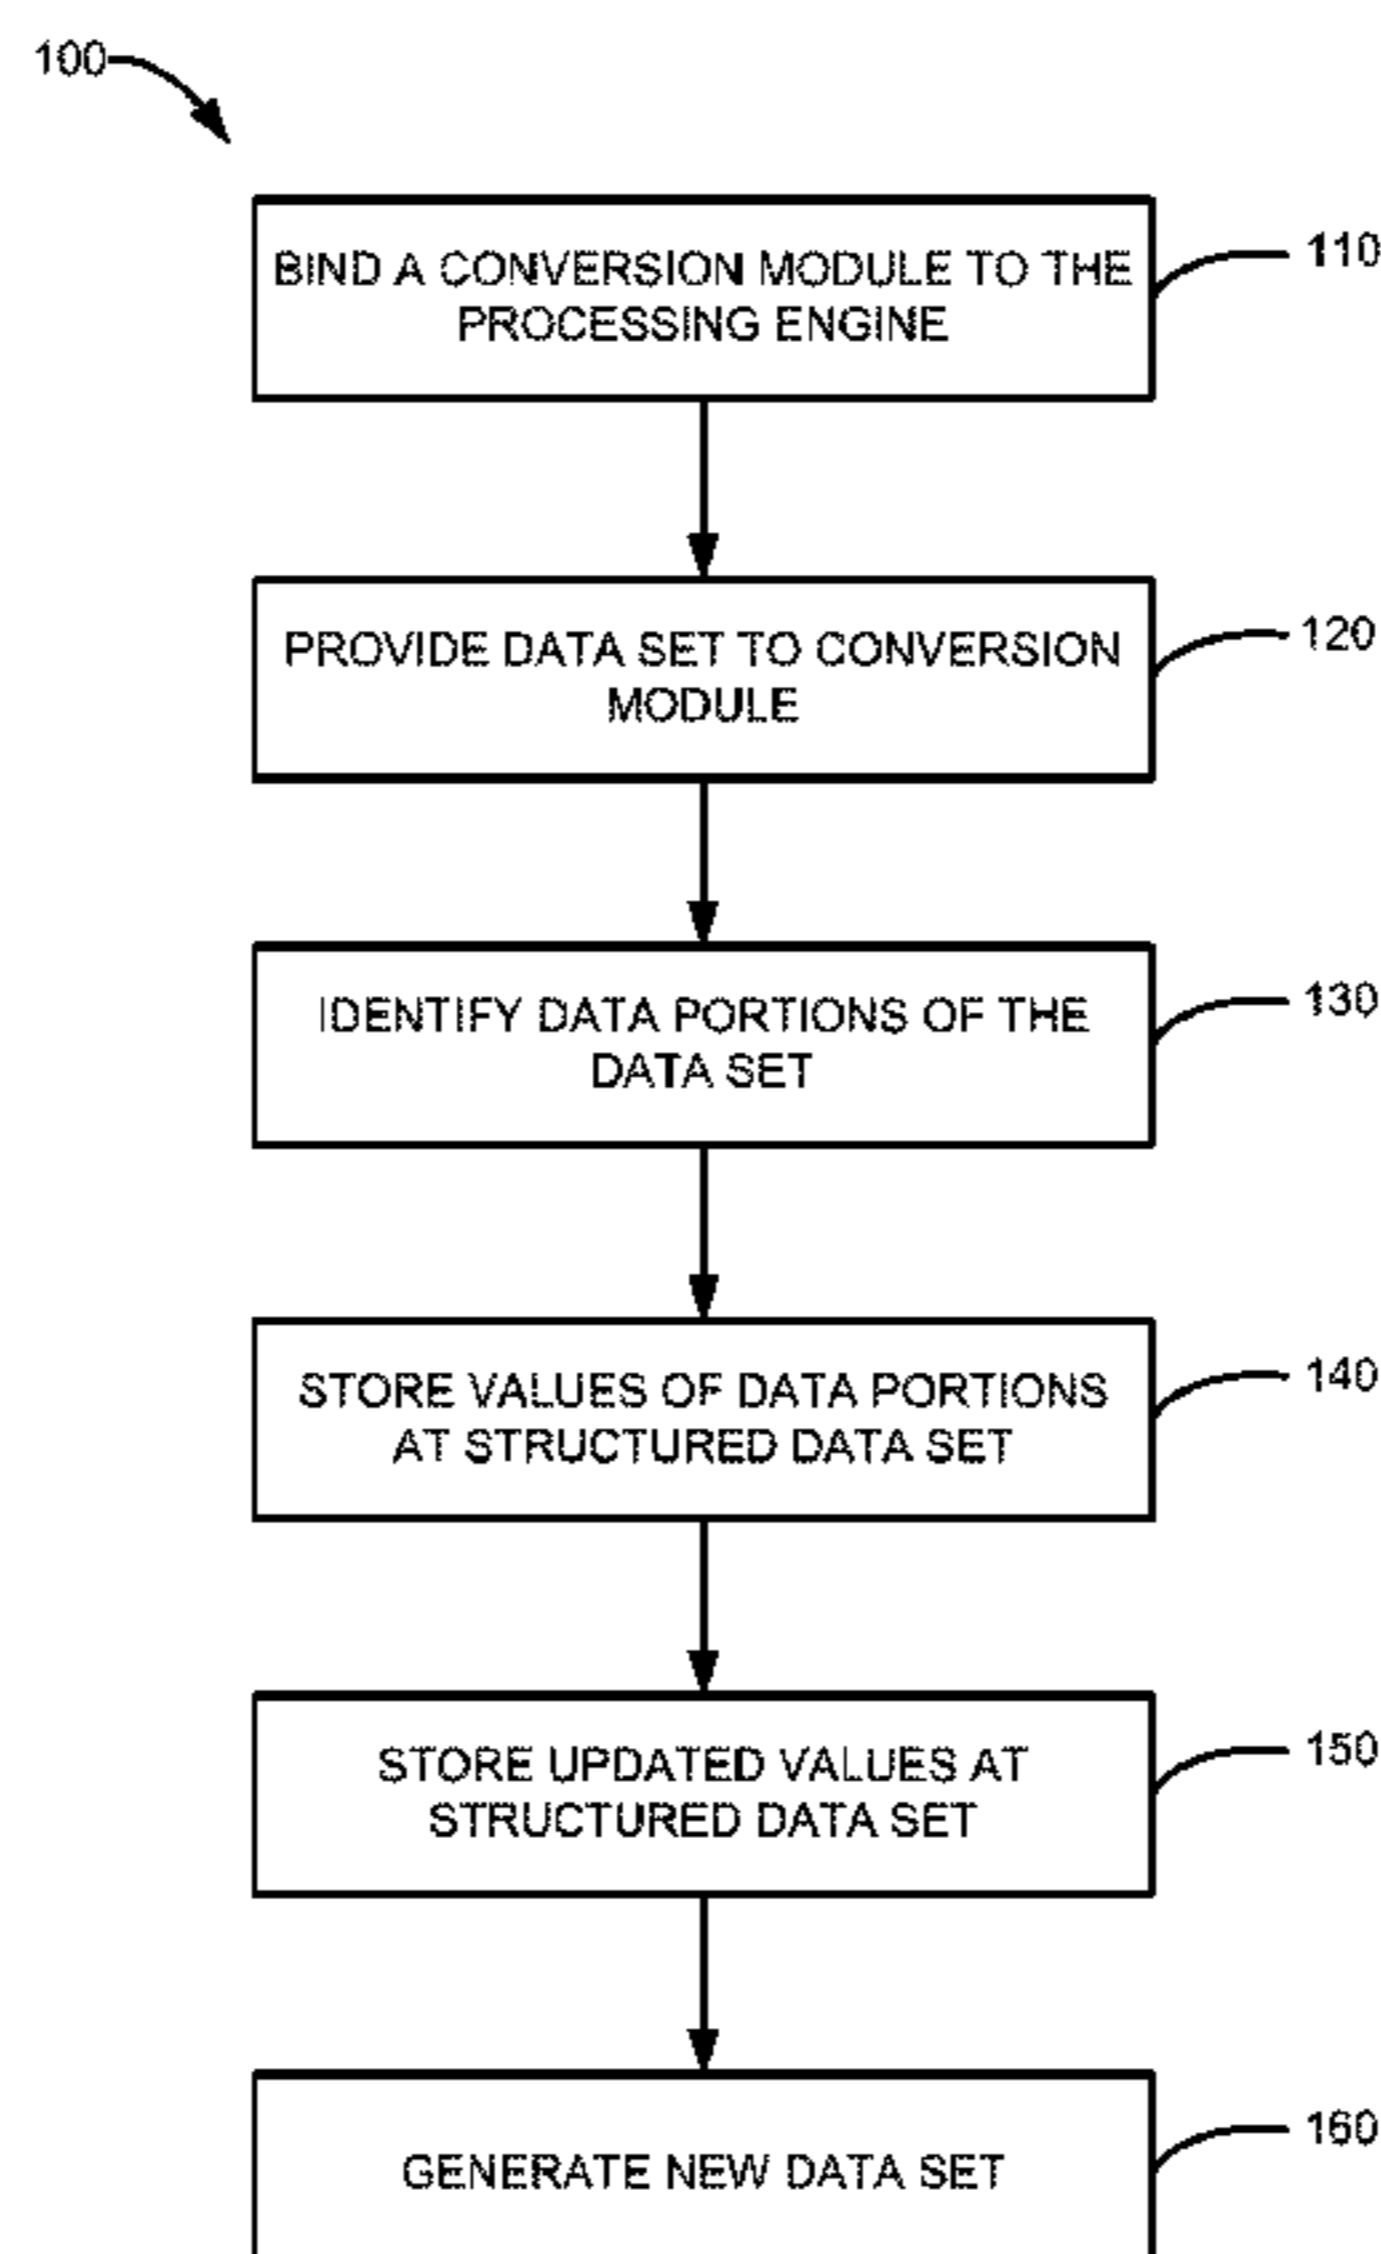 100
BIND A CONVERSION MODULE TO THE
PROCESSING ENGINE
110
PROVIDE DATA SET TO CONVERSION
MODULE
120
IDENTIFY DATA PORTIONS OF THE
DATA SET
130
STORE VALUES OF DATA PORTIONS
AT STRUCTURED DATA SET
140
STORE UPDATED VALUES AT
STRUCTURED DATA SET
150
GENERATE NEW DATA SET
160